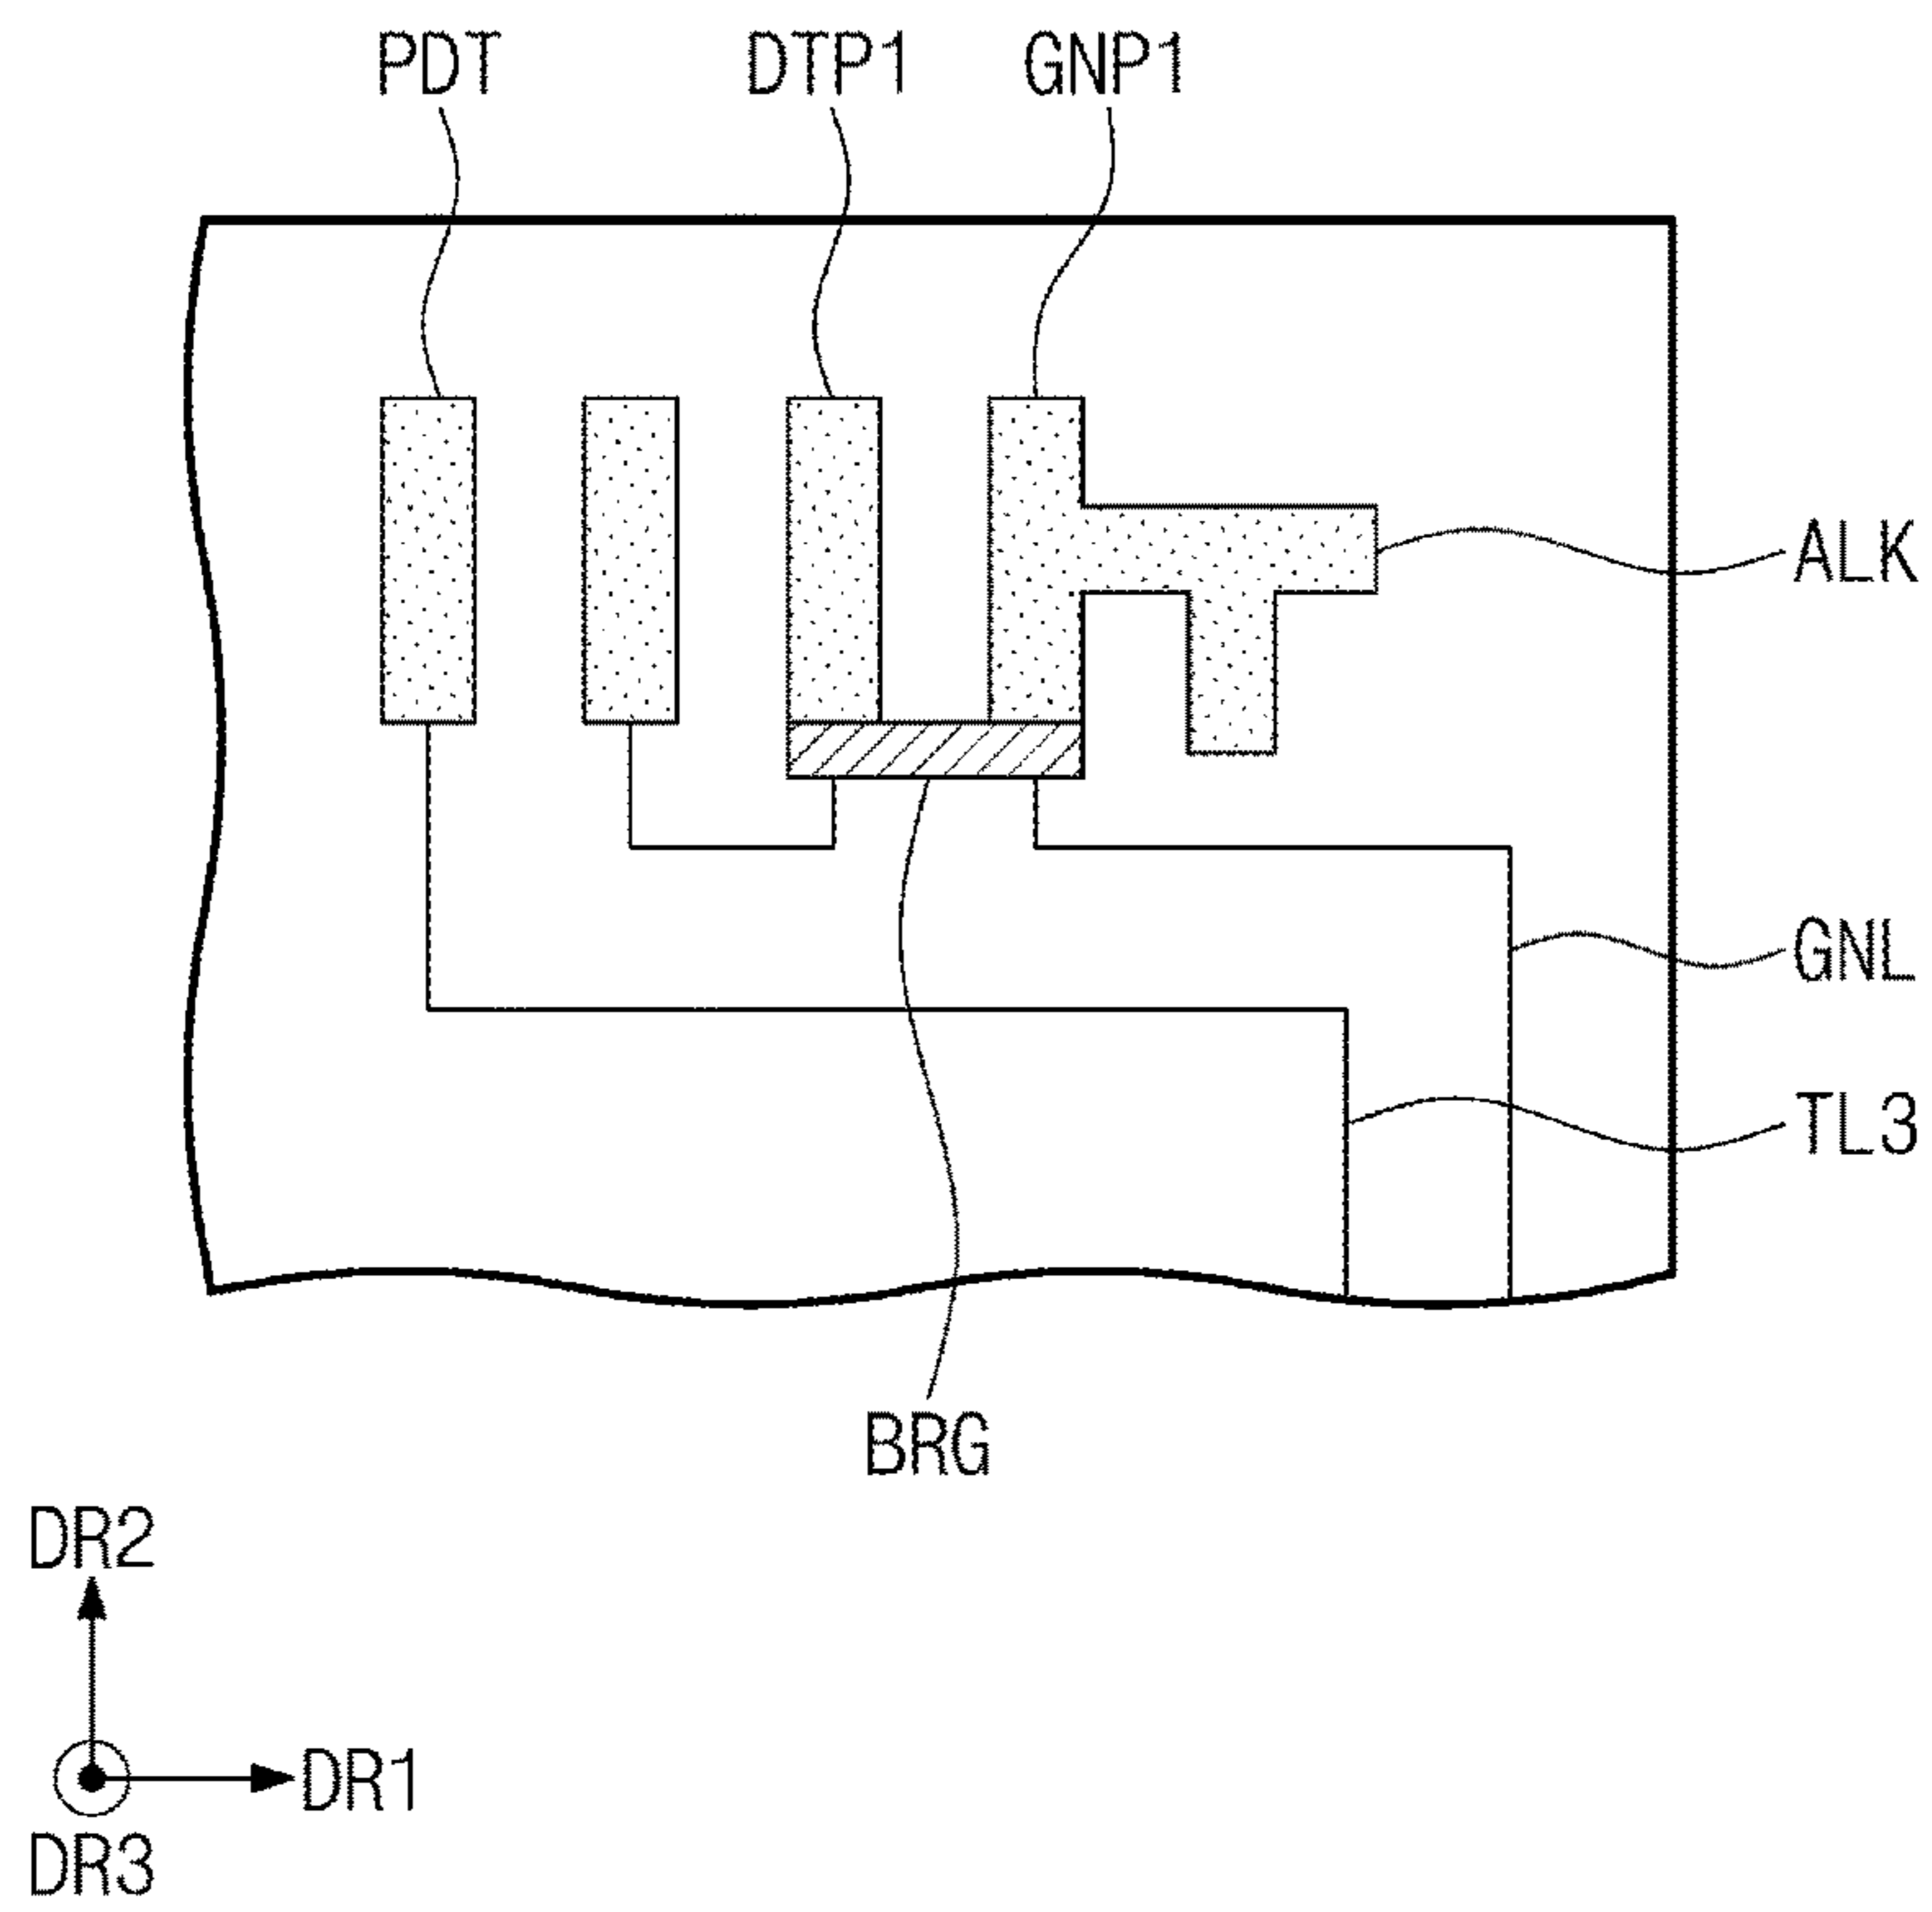 PDT DTP1 GNP1
ALK
GNL
TL3
BRG
DR2
DR1
DR3